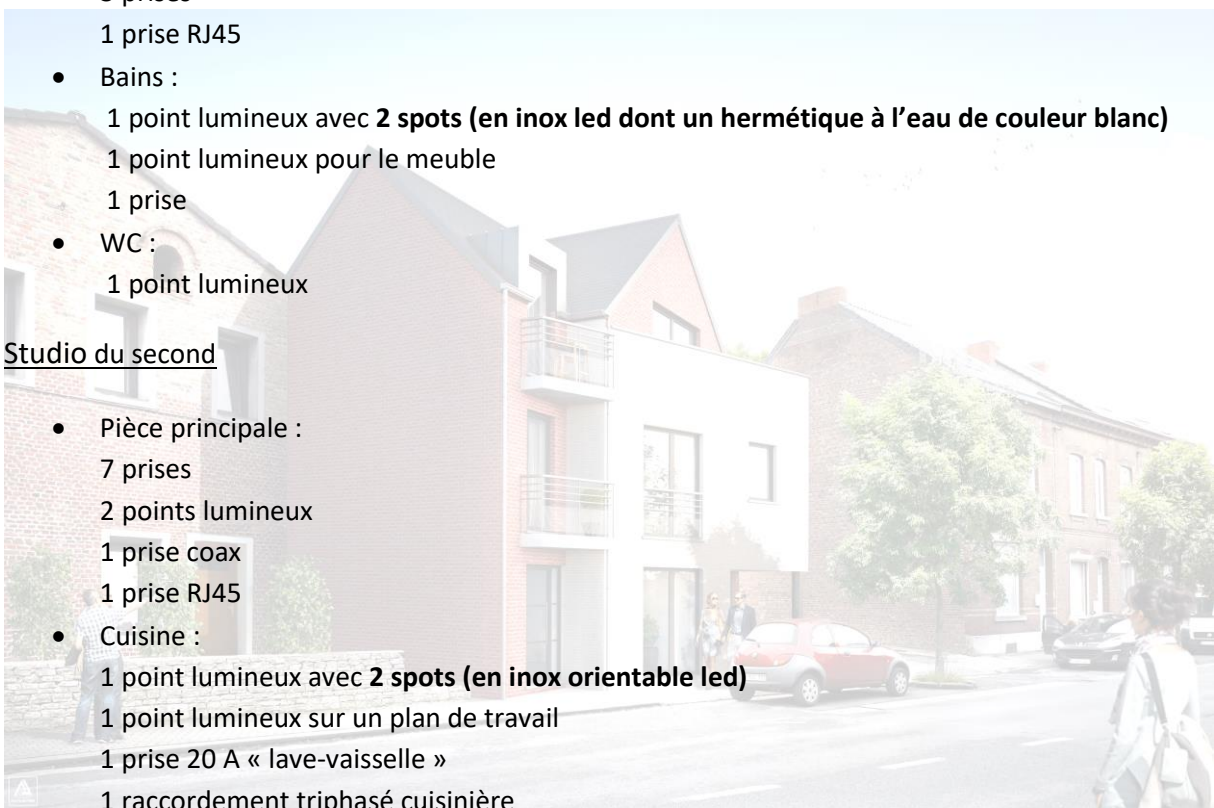 1 prise RJ45
• Bains :
1 point lumineux avec 2 spots (en inox led dont un hermétique à l’eau de couleur blanc)
1 point lumineux pour le meuble
1 prise
• WC :
1 point lumineux
Studio du second
• Pièce principale :
7 prises
2 points lumineux
1 prise coax
1 prise RJ45
• Cuisine :
1 point lumineux avec 2 spots (en inox orientable led)
1 point lumineux sur un plan de travail
1 prise 20 A « lave-vaisselle »
1 raccordement triphasé cuisinière